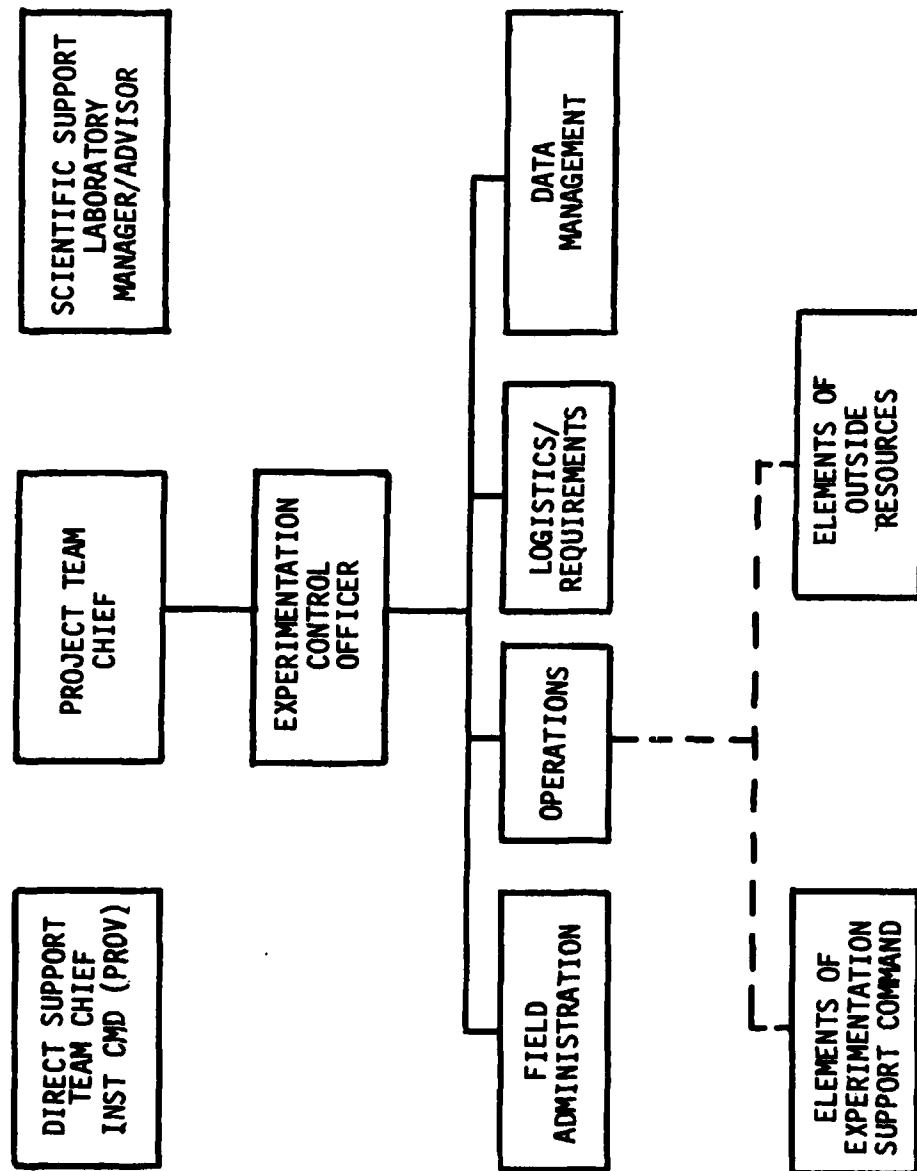 DIRECT SUPPORT
TEAM CHIEF
INST CMD (PROV)
PROJECT TEAM
CHIEF
SCIENTIFIC SUPPORT
LABORATORY
MANAGER/ADVISOR
EXPERIMENTATION
CONTROL
OFFICER
FIELD
ADMINISTRATION
OPERATIONS
LOGISTICS/
REQUIREMENTS
DATA
MANAGEMENT
ELEMENTS OF
EXPERIMENTATION
SUPPORT COMMAND
ELEMENTS OF
OUTSIDE
RESOURCES